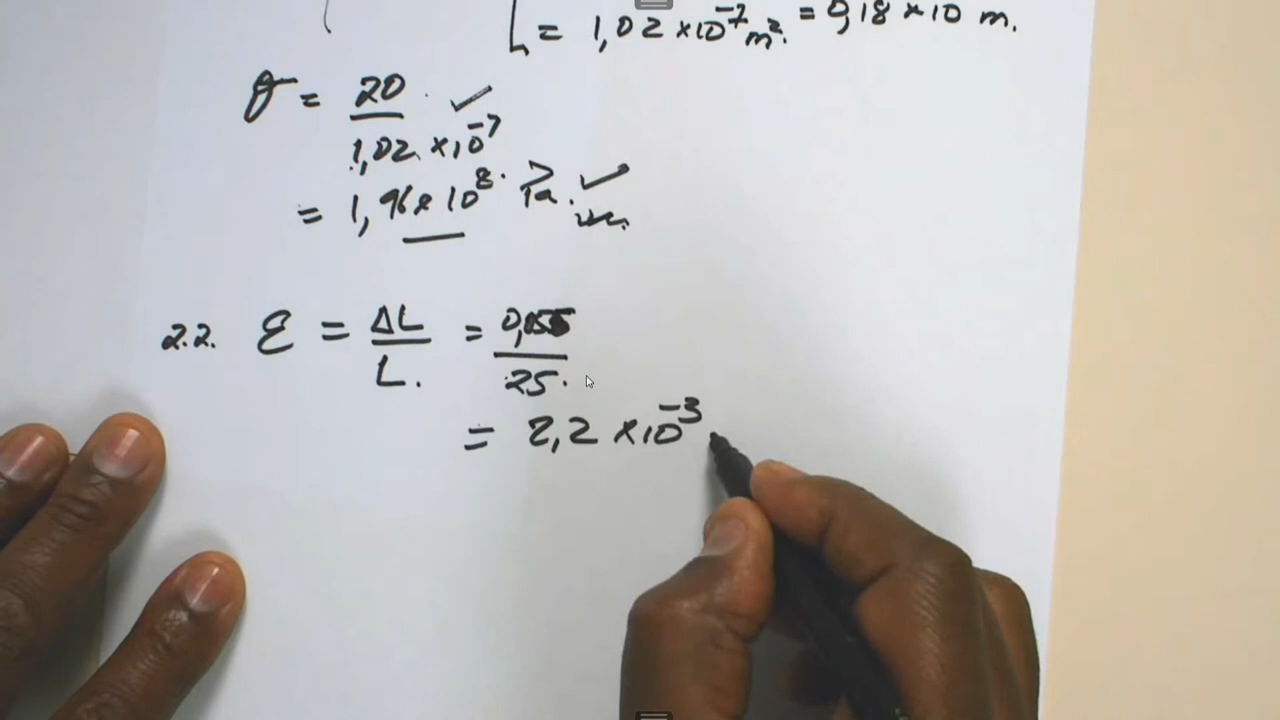 = 1,02 × 10⁻⁷ m². = 0,18 × 10 m.
σ = 20 / 1,02 × 10⁻⁷ ✓
= 1,96 × 10⁸ Pa. ✓
2.2. ε = ΔL / L. = 0,055 / 25.
= 2,2 × 10⁻³